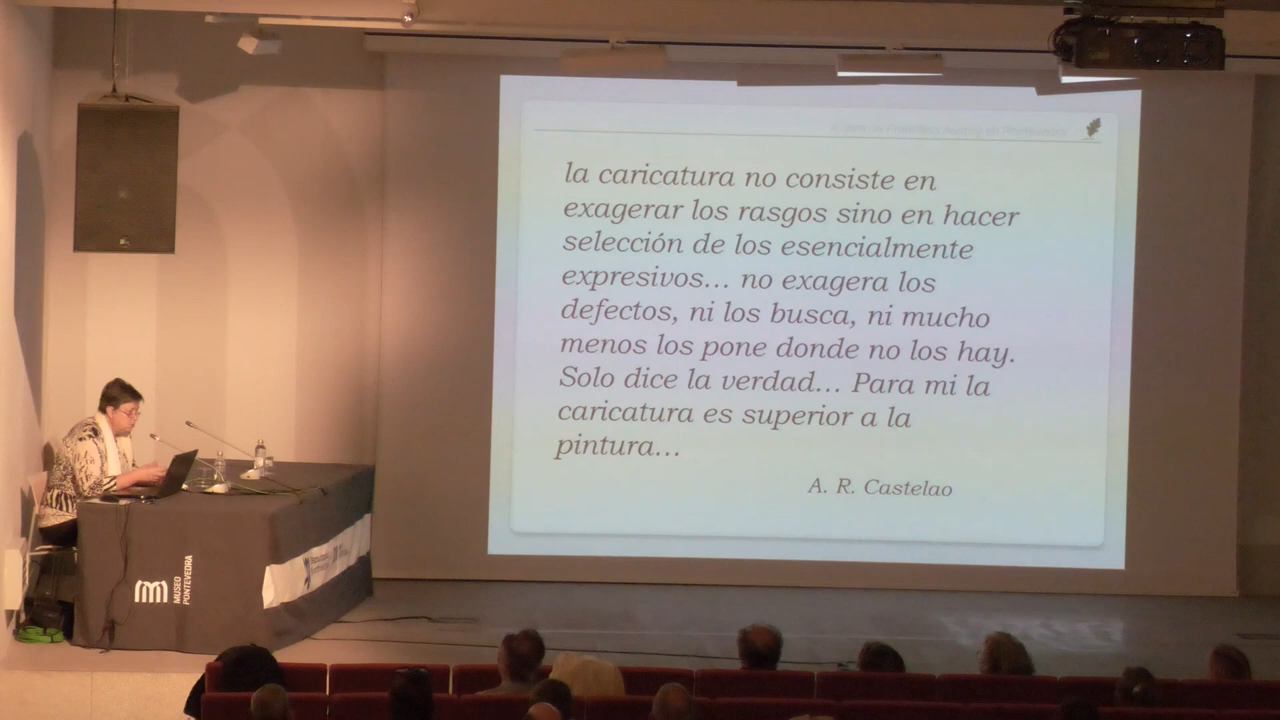 la caricatura no consiste en
exagerar los rasgos sino en hacer
selección de los esencialmente
expresivos... no exagera los
defectos, ni los busca, ni mucho
menos los pone donde no los hay.
Solo dice la verdad... Para mi la
caricatura es superior a la
pintura...
A. R. Castelao
MUSEO
PONTEVEDRA